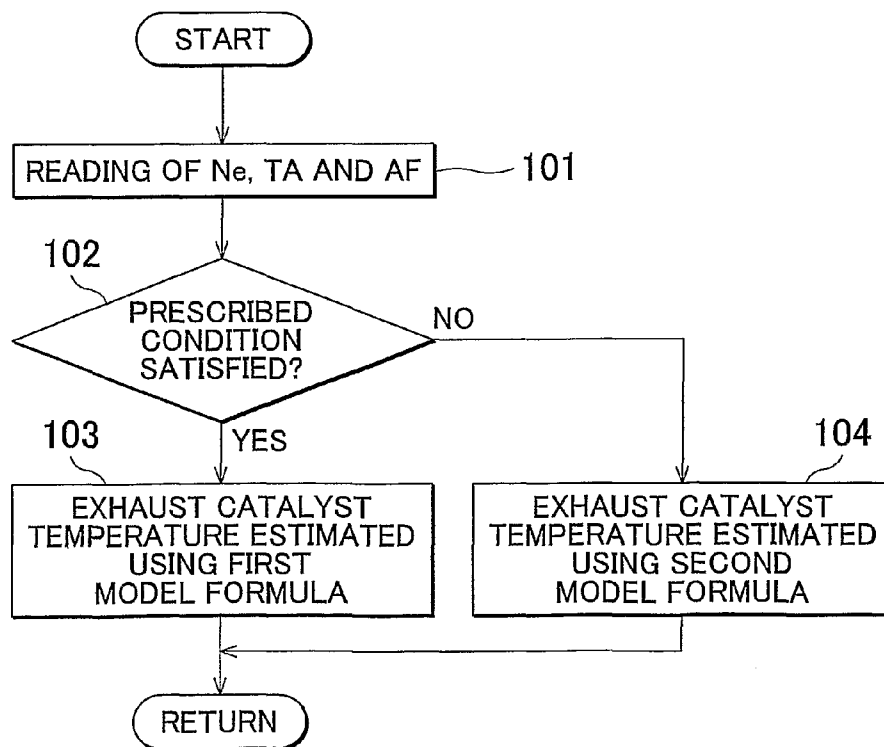 START
READING OF Ne, TA AND AF
101
102
PRESCRIBED
CONDITION
SATISFIED?
NO
YES
103
EXHAUST CATALYST
TEMPERATURE ESTIMATED
USING FIRST
MODEL FORMULA
104
EXHAUST CATALYST
TEMPERATURE ESTIMATED
USING SECOND
MODEL FORMULA
RETURN